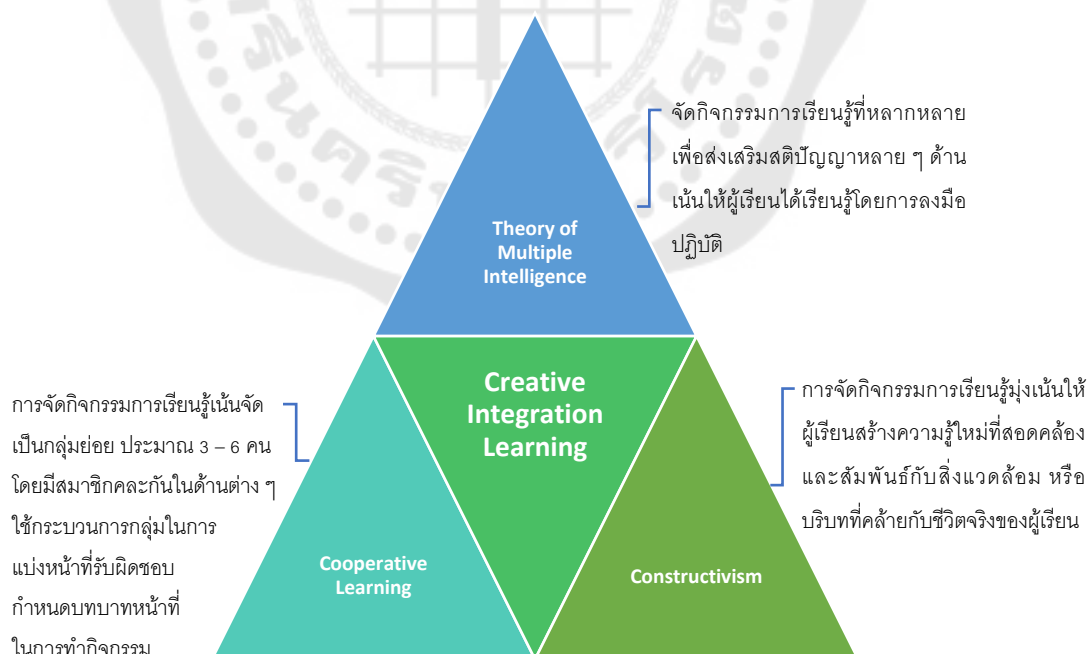 จัดกิจกรรมการเรียนรู้ที่หลากหลาย
เพื่อส่งเสริมสติปัญญาหลาย ๆ ด้าน
เน้นให้ผู้เรียนได้เรียนรู้โดยการลงมือ
ปฏิบัติ
Theory of
Multiple
Intelligence
Creative
Integration
Learning
การจัดกิจกรรมการเรียนรู้เน้นจัด
เป็นกลุ่มย่อย ประมาณ 3 – 6 คน
โดยมีสมาชิกคละกันในด้านต่าง ๆ
ใช้กระบวนการกลุ่มในการ
แบ่งหน้าที่รับผิดชอบ
กำหนดบทบาทหน้าที่
ในการทำกิจกรรม
การจัดกิจกรรมการเรียนรู้มุ่งเน้นให้
ผู้เรียนสร้างความรู้ใหม่ที่สอดคล้อง
และสัมพันธ์กับสิ่งแวดล้อม หรือ
บริบทที่คล้ายกับชีวิตจริงของผู้เรียน
Cooperative
Learning
Constructivism